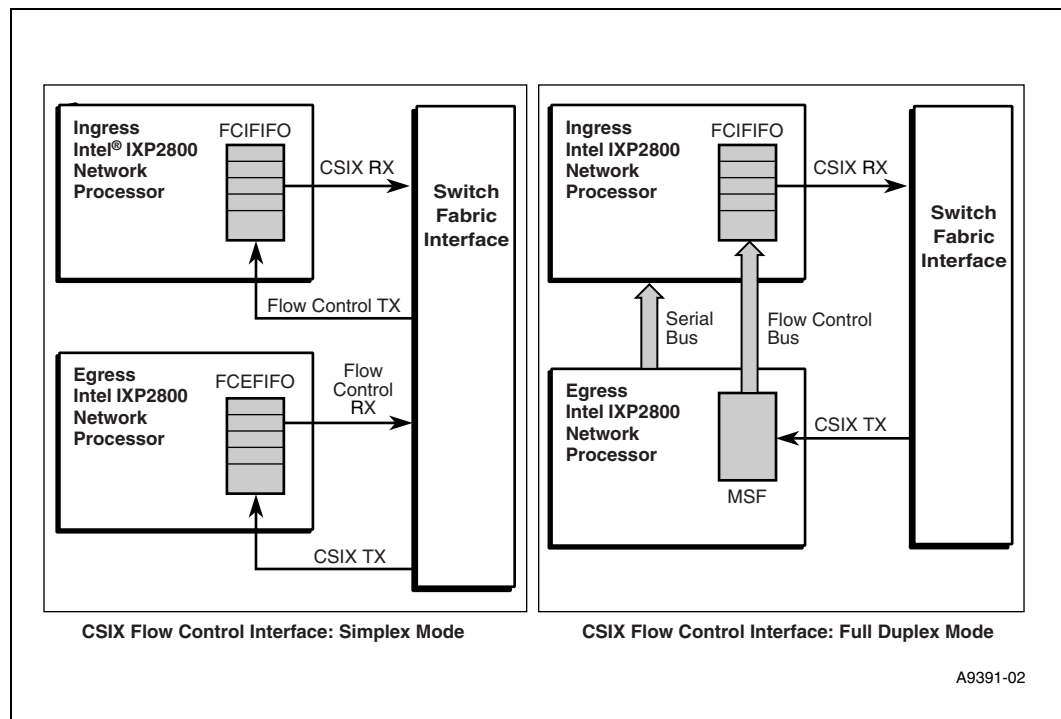 Ingress
Intel® IXP2800
Network
Processor
FCIFIFO
CSIX RX
Flow Control TX
Switch
Fabric
Interface
Egress
Intel IXP2800
Network
Processor
FCEFIFO
Flow
Control
RX
CSIX TX
CSIX Flow Control Interface: Simplex Mode
Ingress
Intel IXP2800
Network
Processor
FCIFIFO
CSIX RX
Switch
Fabric
Interface
Serial
Bus
Flow Control
Bus
Egress
Intel IXP2800
Network
Processor
CSIX TX
MSF
CSIX Flow Control Interface: Full Duplex Mode
A9391-02